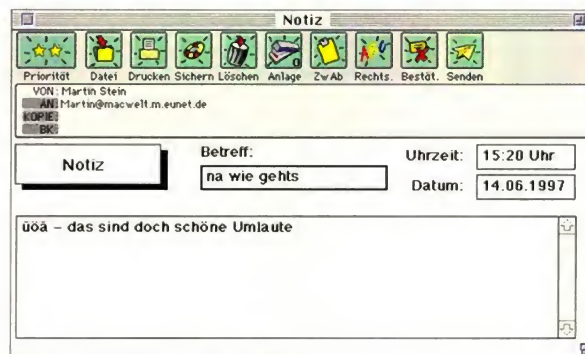 Notiz
Priorität Datei Drucken Sichern Löschen Anlage ZwAb Rechts. Bestät. Senden
0
VON: Martin Stein
AN: Martin@macwelt.m.eunet.de
KOPIE:
BK:
Notiz
Betreff:
na wie gehts
Uhrzeit: 15:20 Uhr
Datum: 14.06.1997
üöä – das sind doch schöne Umlaute